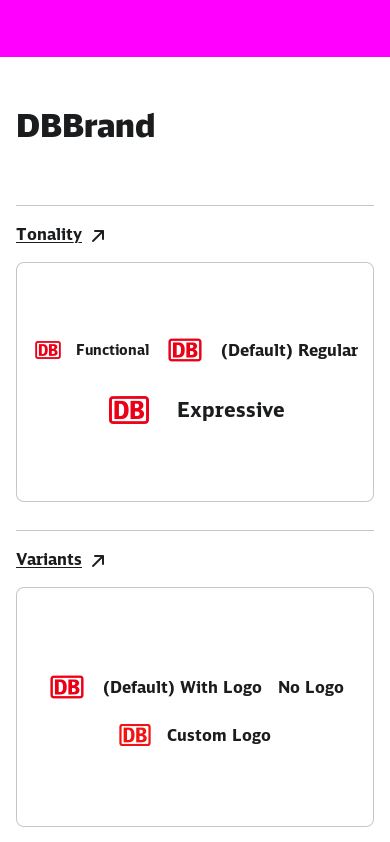 DBBrand
Tonality
DB Functional DB (Default) Regular
DB Expressive
Variants
DB (Default) With Logo No Logo
DB Custom Logo